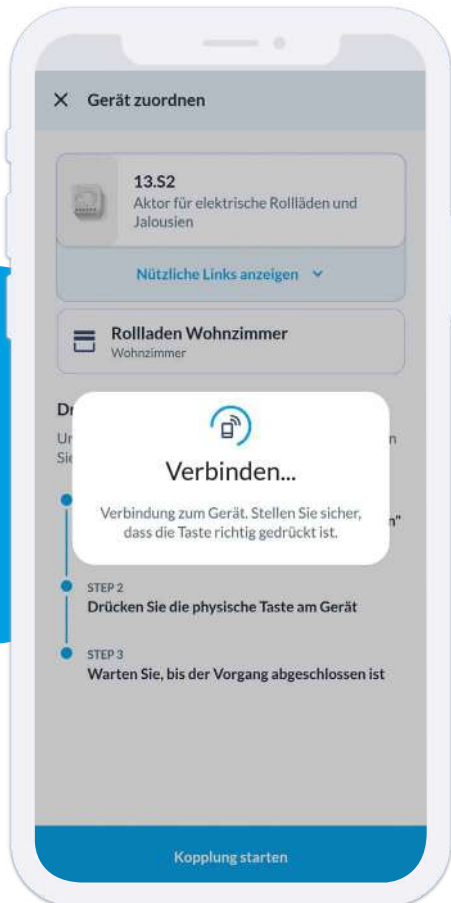 Gerät zuordnen
13.S2
Aktor für elektrische Rollläden und
Jalousien
Nützliche Links anzeigen
Rollladen Wohnzimmer
Wohnzimmer
Verbinden...
Verbindung zum Gerät. Stellen Sie sicher,
dass die Taste richtig gedrückt ist.
STEP 2
Drücken Sie die physische Taste am Gerät
STEP 3
Warten Sie, bis der Vorgang abgeschlossen ist
Kopplung starten